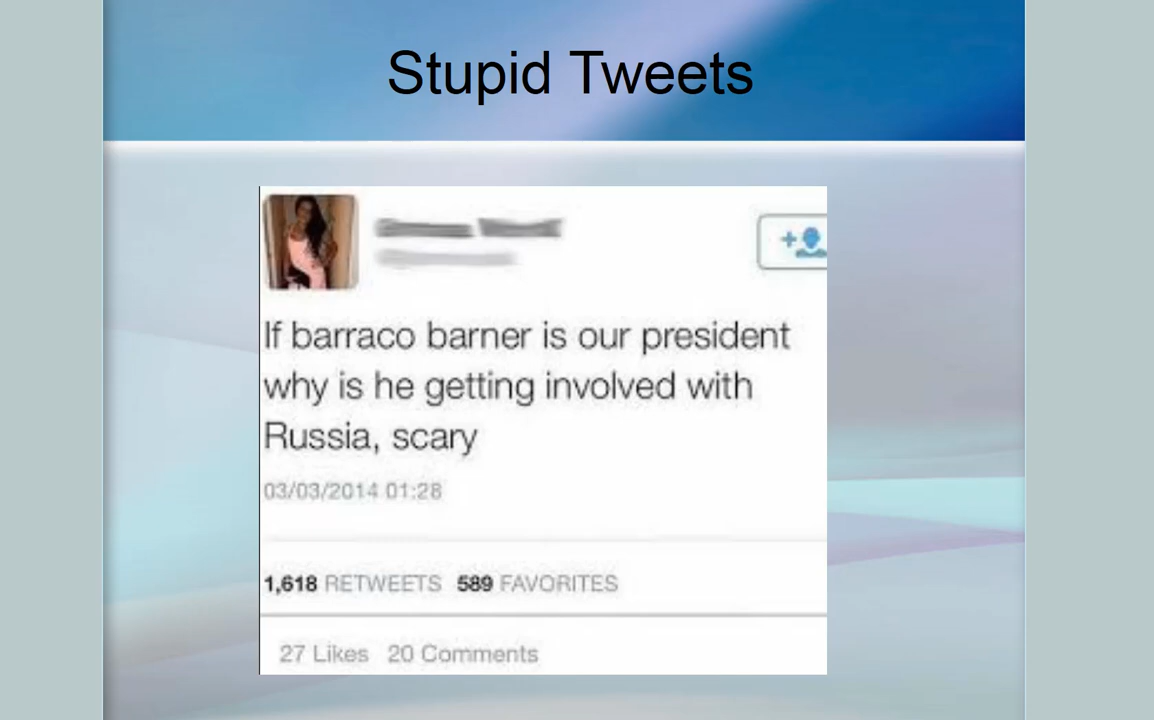 Stupid Tweets
If barraco barner is our president
why is he getting involved with
Russia, scary
03/03/2014 01:28
1,618 RETWEETS 589 FAVORITES
27 Likes 20 Comments